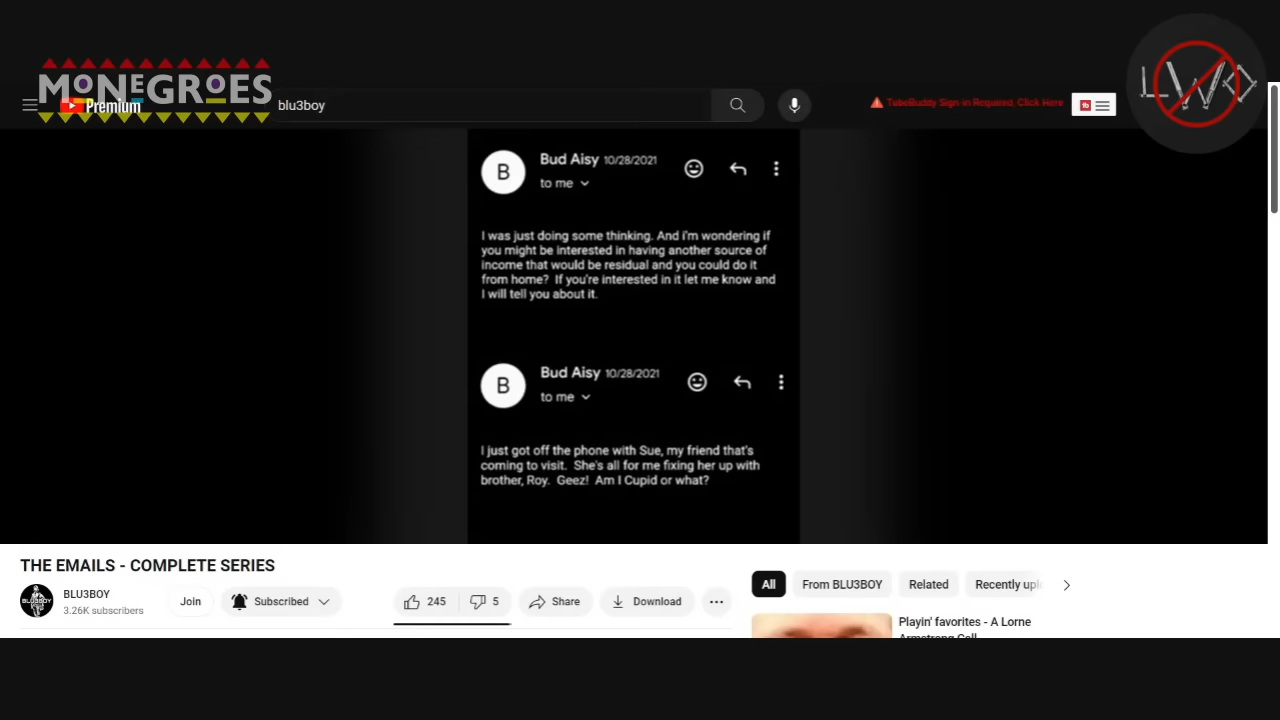 MONEGROES
Premium
blu3boy
TubeBuddy Sign-in Required, Click Here
tb
LWKD
B
Bud Aisy 10/28/2021
to me
I was just doing some thinking. And i'm wondering if
you might be interested in having another source of
income that would be residual and you could do it
from home? If you're interested in it let me know and
I will tell you about it.
B
Bud Aisy 10/28/2021
to me
I just got off the phone with Sue, my friend that's
coming to visit. She's all for me fixing her up with
brother, Roy. Geez! Am I Cupid or what?
THE EMAILS - COMPLETE SERIES
BLU3BOY
BLU3BOY
3.26K subscribers
Join
Subscribed
245
5
Share
Download
All
From BLU3BOY
Related
Recently uplo
Playin' favorites - A Lorne
Armstrong Call